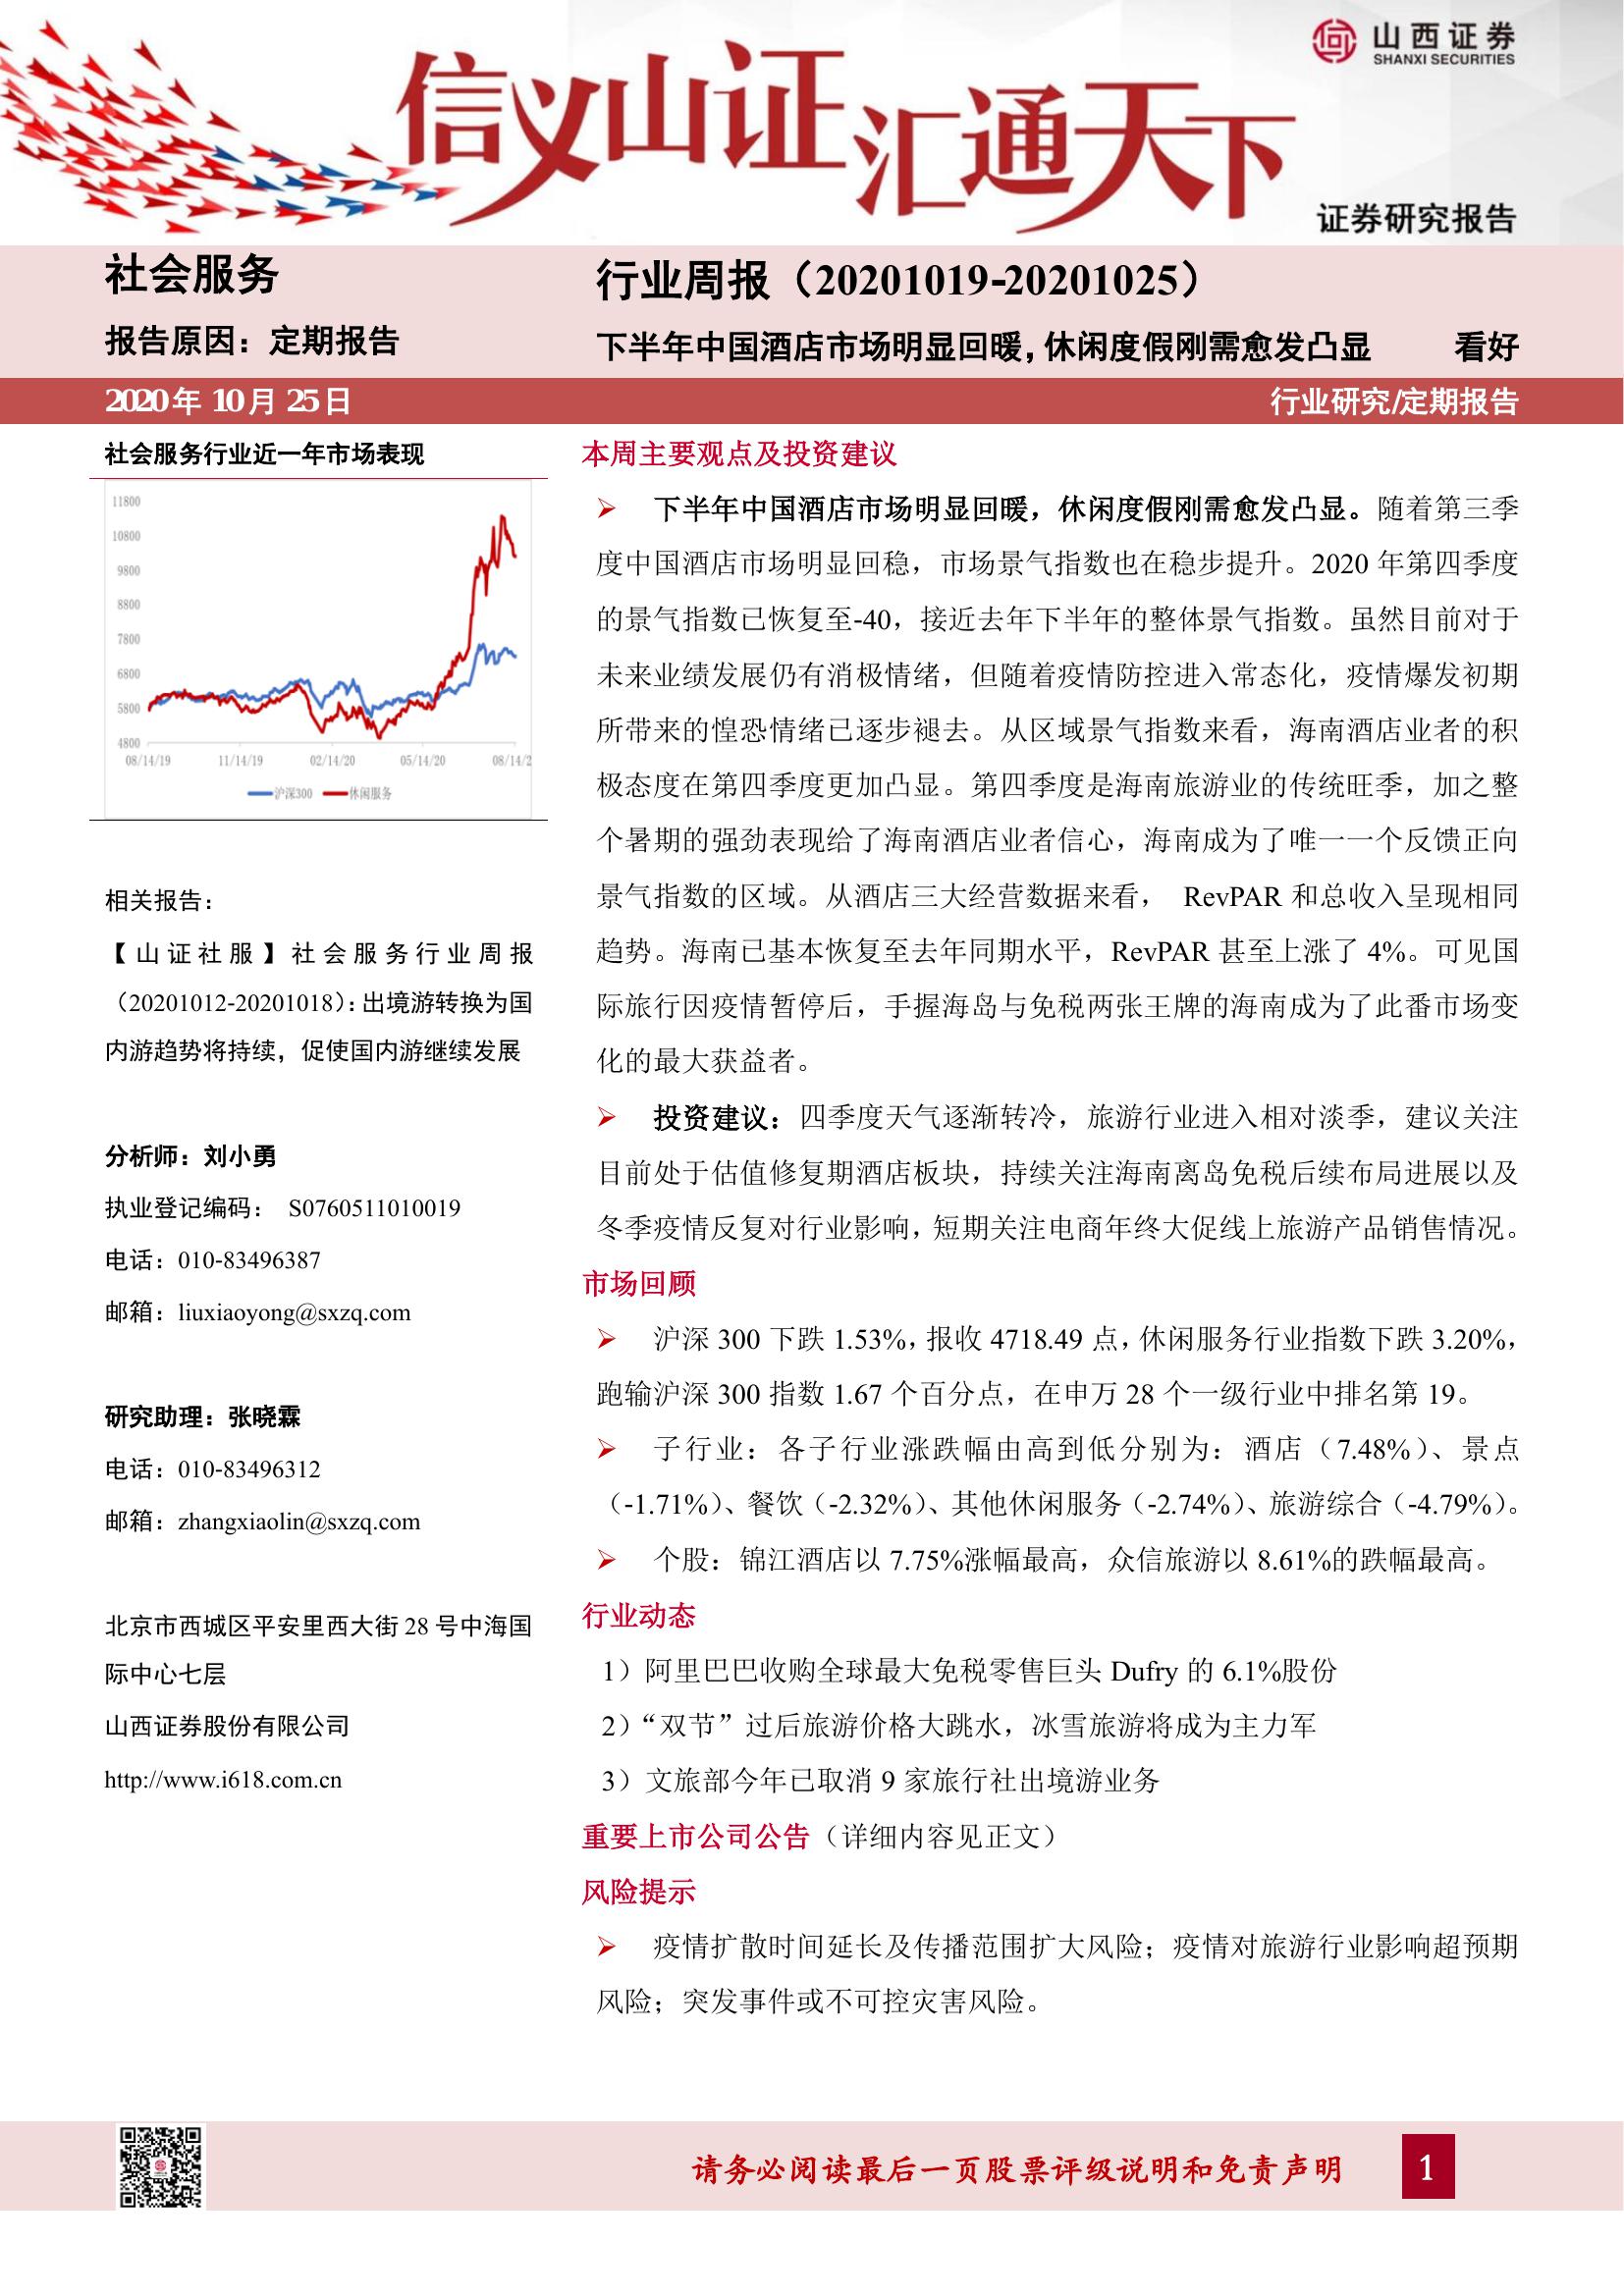 山西证券
SHANXI SECURITIES
信义山证汇通天下
证券研究报告
社会服务
报告原因：定期报告
行业周报（20201019-20201025）
下半年中国酒店市场明显回暖，休闲度假刚需愈发凸显 看好
2020年10月25日
行业研究/定期报告
社会服务行业近一年市场表现
11800
10800
9800
8800
7800
6800
5800
4800
08/14/19 11/14/19 02/14/20 05/14/20 08/14/2
沪深300 休闲服务
相关报告：
【山证社服】社会服务行业周报
（20201012-20201018）：出境游转换为国
内游趋势将持续，促使国内游继续发展
分析师：刘小勇
执业登记编码： S0760511010019
电话：010-83496387
邮箱：liuxiaoyong@sxzq.com
研究助理：张晓霖
电话：010-83496312
邮箱：zhangxiaolin@sxzq.com
北京市西城区平安里西大街 28 号中海国
际中心七层
山西证券股份有限公司
http://www.i618.com.cn
本周主要观点及投资建议
➢ 下半年中国酒店市场明显回暖，休闲度假刚需愈发凸显。随着第三季
度中国酒店市场明显回稳，市场景气指数也在稳步提升。2020 年第四季度
的景气指数已恢复至-40，接近去年下半年的整体景气指数。虽然目前对于
未来业绩发展仍有消极情绪，但随着疫情防控进入常态化，疫情爆发初期
所带来的惶恐情绪已逐步褪去。从区域景气指数来看，海南酒店业者的积
极态度在第四季度更加凸显。第四季度是海南旅游业的传统旺季，加之整
个暑期的强劲表现给了海南酒店业者信心，海南成为了唯一一个反馈正向
景气指数的区域。从酒店三大经营数据来看， RevPAR 和总收入呈现相同
趋势。海南已基本恢复至去年同期水平，RevPAR 甚至上涨了 4%。可见国
际旅行因疫情暂停后，手握海岛与免税两张王牌的海南成为了此番市场变
化的最大获益者。
➢ 投资建议：四季度天气逐渐转冷，旅游行业进入相对淡季，建议关注
目前处于估值修复期酒店板块，持续关注海南离岛免税后续布局进展以及
冬季疫情反复对行业影响，短期关注电商年终大促线上旅游产品销售情况。
市场回顾
➢ 沪深 300 下跌 1.53%，报收 4718.49 点，休闲服务行业指数下跌 3.20%，
跑输沪深 300 指数 1.67 个百分点，在申万 28 个一级行业中排名第 19。
➢ 子行业：各子行业涨跌幅由高到低分别为：酒店（7.48%）、景点
（-1.71%）、餐饮（-2.32%）、其他休闲服务（-2.74%）、旅游综合（-4.79%）。
➢ 个股：锦江酒店以 7.75%涨幅最高，众信旅游以 8.61%的跌幅最高。
行业动态
1）阿里巴巴收购全球最大免税零售巨头 Dufry 的 6.1%股份
2）“双节”过后旅游价格大跳水，冰雪旅游将成为主力军
3）文旅部今年已取消 9 家旅行社出境游业务
重要上市公司公告（详细内容见正文）
风险提示
➢ 疫情扩散时间延长及传播范围扩大风险；疫情对旅游行业影响超预期
风险；突发事件或不可控灾害风险。
请务必阅读最后一页股票评级说明和免责声明
1